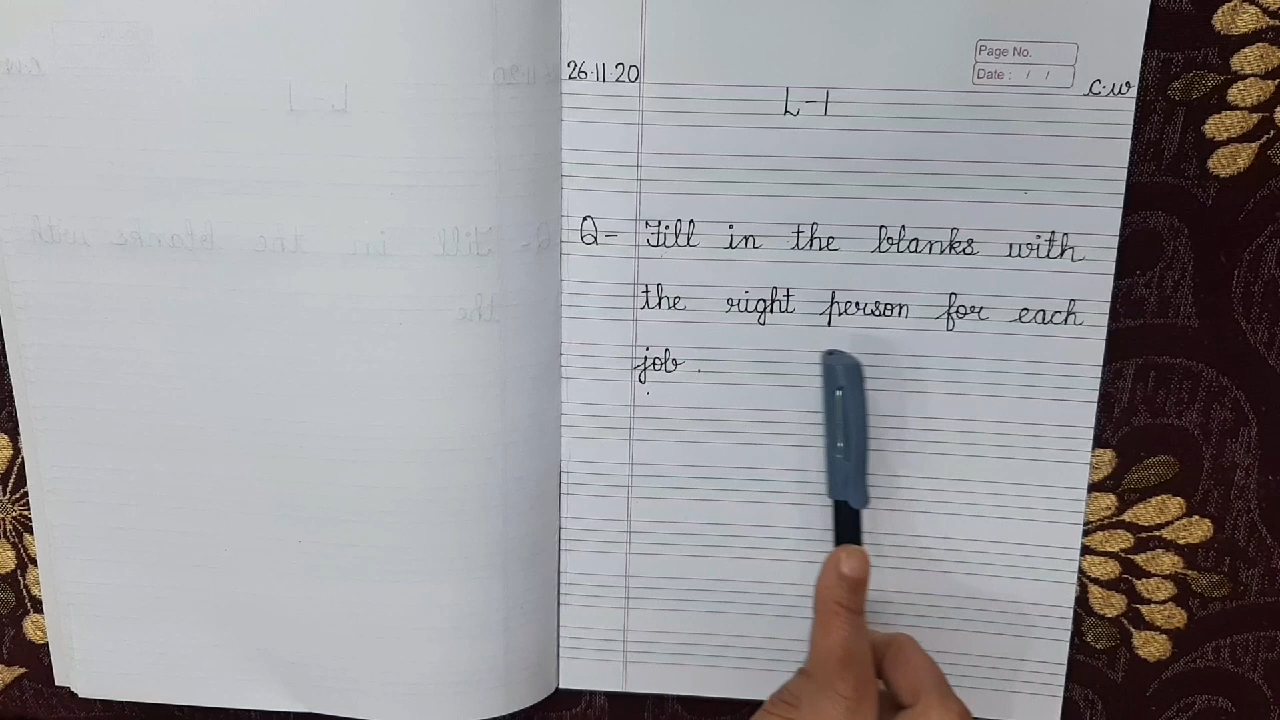 26.11.20
Page No.
Date : / /
C.W
L-1
Q- Fill in the blanks with
the right person for each
job.